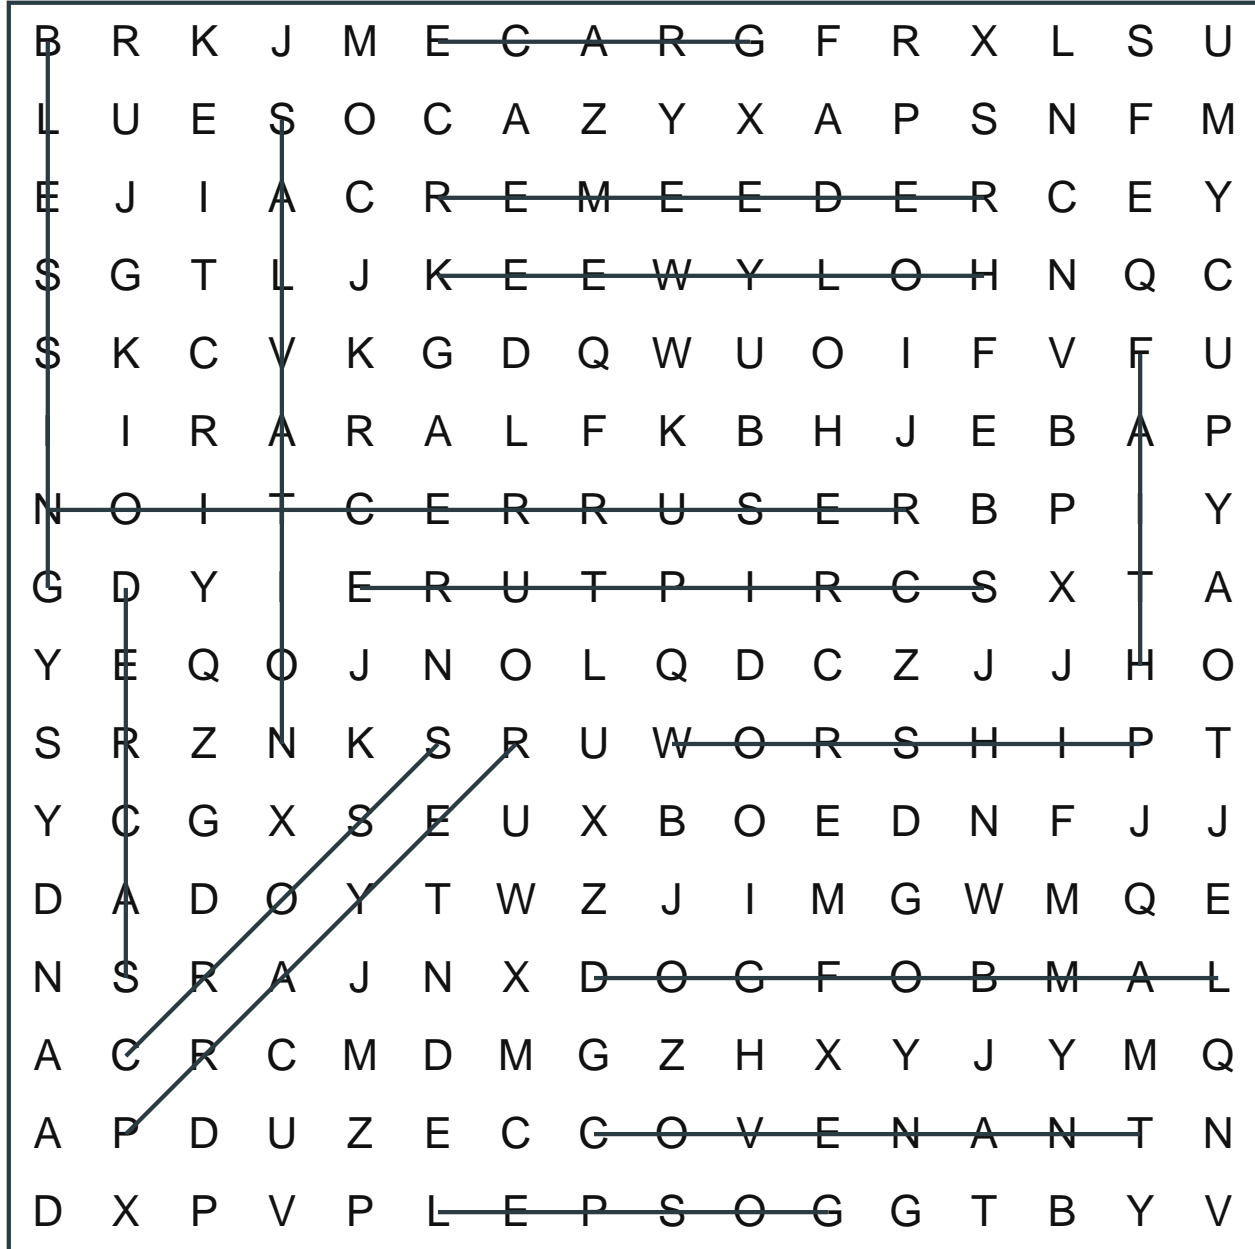 B R K J M E C A R G F R X L S U
L U E S O C A Z Y X A P S N F M
E J I A C R E M E E D E R C E Y
S G T L J K E E W Y L O H N Q C
S K C V K G D Q W U O I F V F U
I I R A R A L F K B H J E B A P
N O I T C E R R U S E R B P I Y
G D Y I E R U T P I R C S X T A
Y E Q O J N O L Q D C Z J J H O
S R Z N K S R U W O R S H I P T
Y C G X S E U X B O E D N F J J
D A D O Y T W Z J I M G W M Q E
N S R A J N X D O G F O B M A L
A C R C M D M G Z H X Y J Y M Q
A P D U Z E C C O V E N A N T N
D X P V P L E P S O G G T B Y V